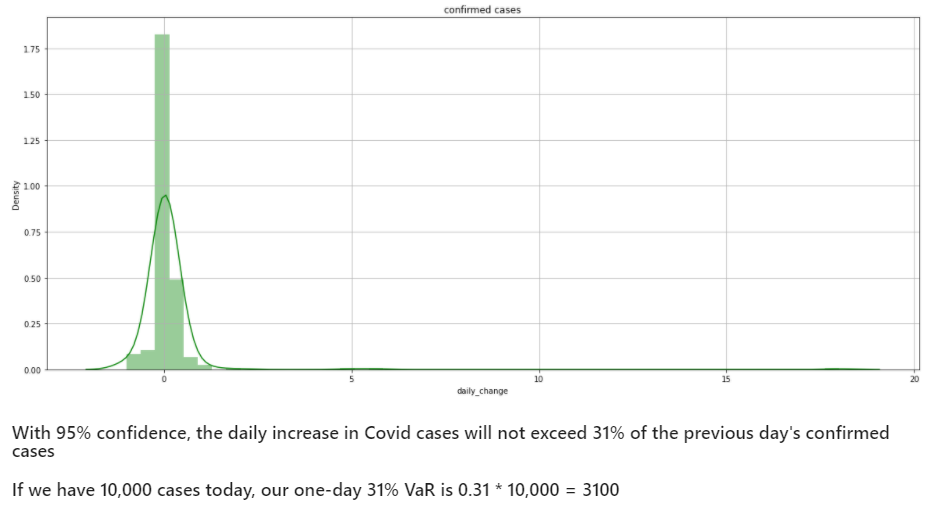 confirmed cases
1.75
1.50
1.25
1.00
0.75
0.50
0.25
0.00
Density
0
5
10
15
20
daily_change
With 95% confidence, the daily increase in Covid cases will not exceed 31% of the previous day's confirmed
cases
If we have 10,000 cases today, our one-day 31% VaR is 0.31 * 10,000 = 3100